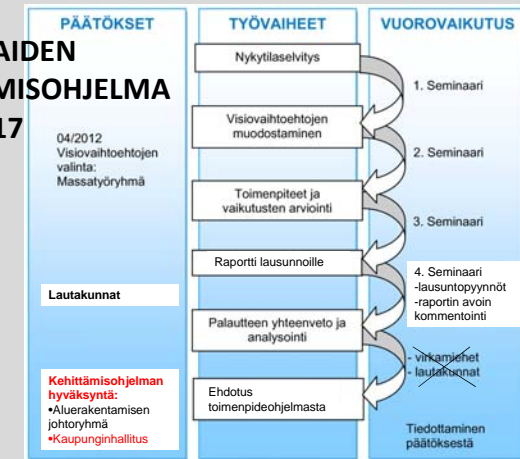 AIDEN
MISOHJELMA
17
PÄÄTÖKSET
04/2012
Visiovaihtoehtojen
valinta:
Massatyöryhmä
Lautakunnat
Kehittämisohjelman
hyväksyntä:
•Aluerakentamisen
johtoryhmä
•Kaupunginhallitus
TYÖVAIHEET
Nykytilaselvitys
Visiovaihtoehtojen
muodostaminen
Toimenpiteet ja
vaikutusten arviointi
Raportti lausunnoille
Palautteen yhteenveto ja
analysointi
Ehdotus
toimenpideohjelmasta
VUOROVAIKUTUS
1. Seminaari
2. Seminaari
3. Seminaari
4. Seminaari
-lausuntopyynnöt
-raportin avoin
kommentointi
- virkamiehet
- lautakunnat
Tiedottaminen
päätöksestä